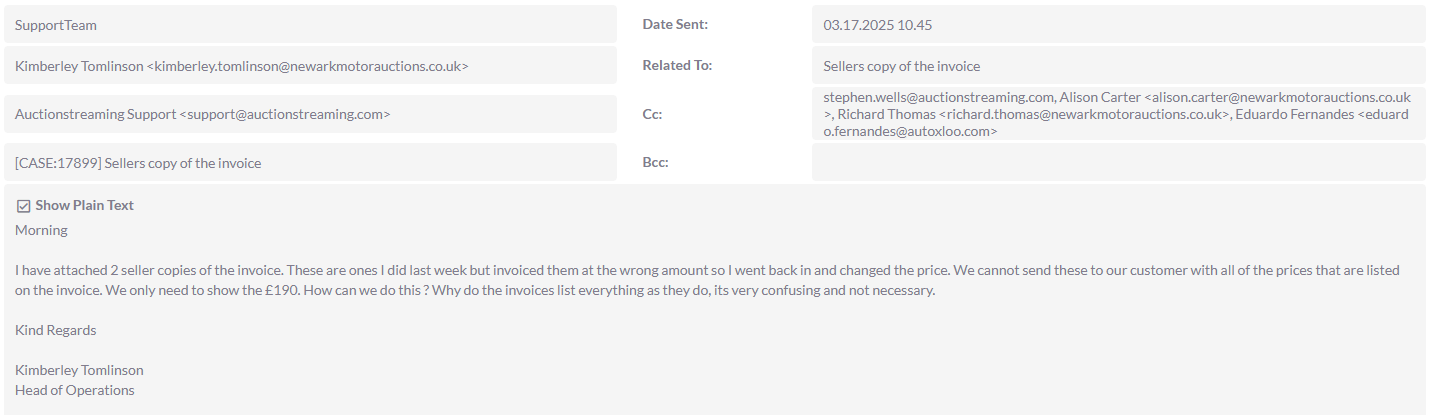 SupportTeam
Date Sent:
03.17.2025 10.45
Kimberley Tomlinson <kimberley.tomlinson@newarkmotorauctions.co.uk>
Related To:
Sellers copy of the invoice
Auctionstreaming Support <support@auctionstreaming.com>
Cc:
stephen.wells@auctionstreaming.com, Alison Carter <alison.carter@newarkmotorauctions.co.uk
>, Richard Thomas <richard.thomas@newarkmotorauctions.co.uk>, Eduardo Fernandes <eduard
o.fernandes@autoxloo.com>
[CASE:17899] Sellers copy of the invoice
Bcc:
Show Plain Text
Morning
I have attached 2 seller copies of the invoice. These are ones I did last week but invoiced them at the wrong amount so I went back in and changed the price. We cannot send these to our customer with all of the prices that are listed
on the invoice. We only need to show the £190. How can we do this ? Why do the invoices list everything as they do, its very confusing and not necessary.
Kind Regards
Kimberley Tomlinson
Head of Operations